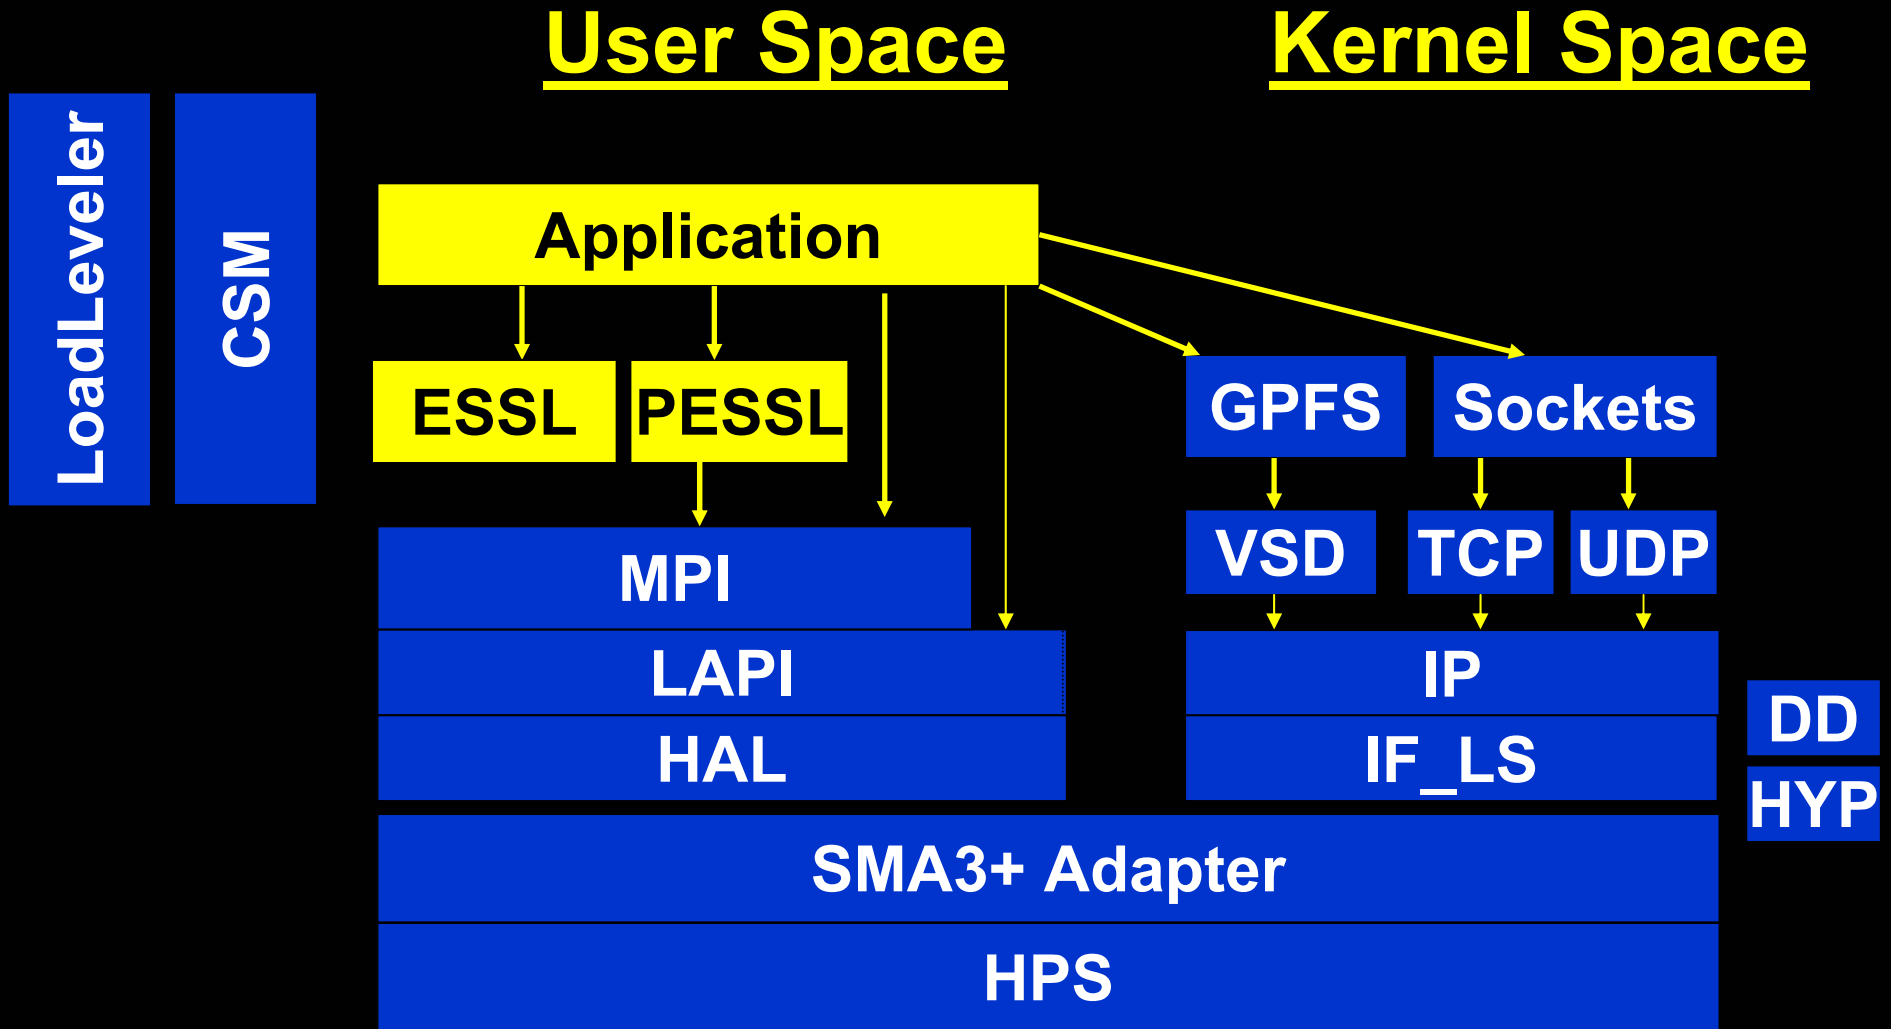 User Space
Kernel Space
LoadLeveler
CSM
Application
ESSL
PESSL
GPFS
Sockets
VSD
TCP
UDP
MPI
LAPI
IP
HAL
IF_LS
DD
HYP
SMA3+ Adapter
HPS